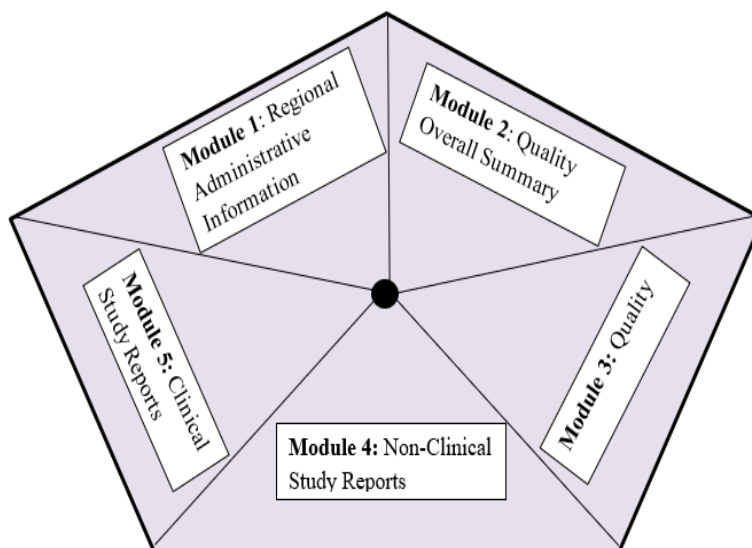 Module 1: Regional
Administrative
Information
Module 2: Quality
Overall Summary
Module 3: Quality
Module 4: Non-Clinical
Study Reports
Module 5: Clinical
Study Reports